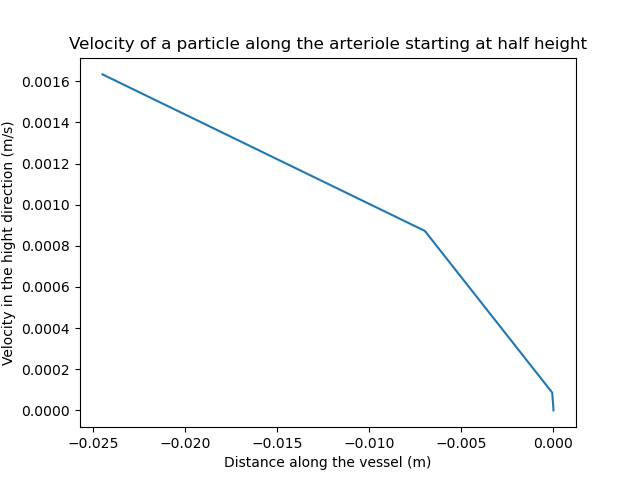 Velocity of a particle along the arteriole starting at half height
Velocity in the hight direction (m/s)
0.0016
0.0014
0.0012
0.0010
0.0008
0.0006
0.0004
0.0002
0.0000
−0.025 −0.020 −0.015 −0.010 −0.005 0.000
Distance along the vessel (m)